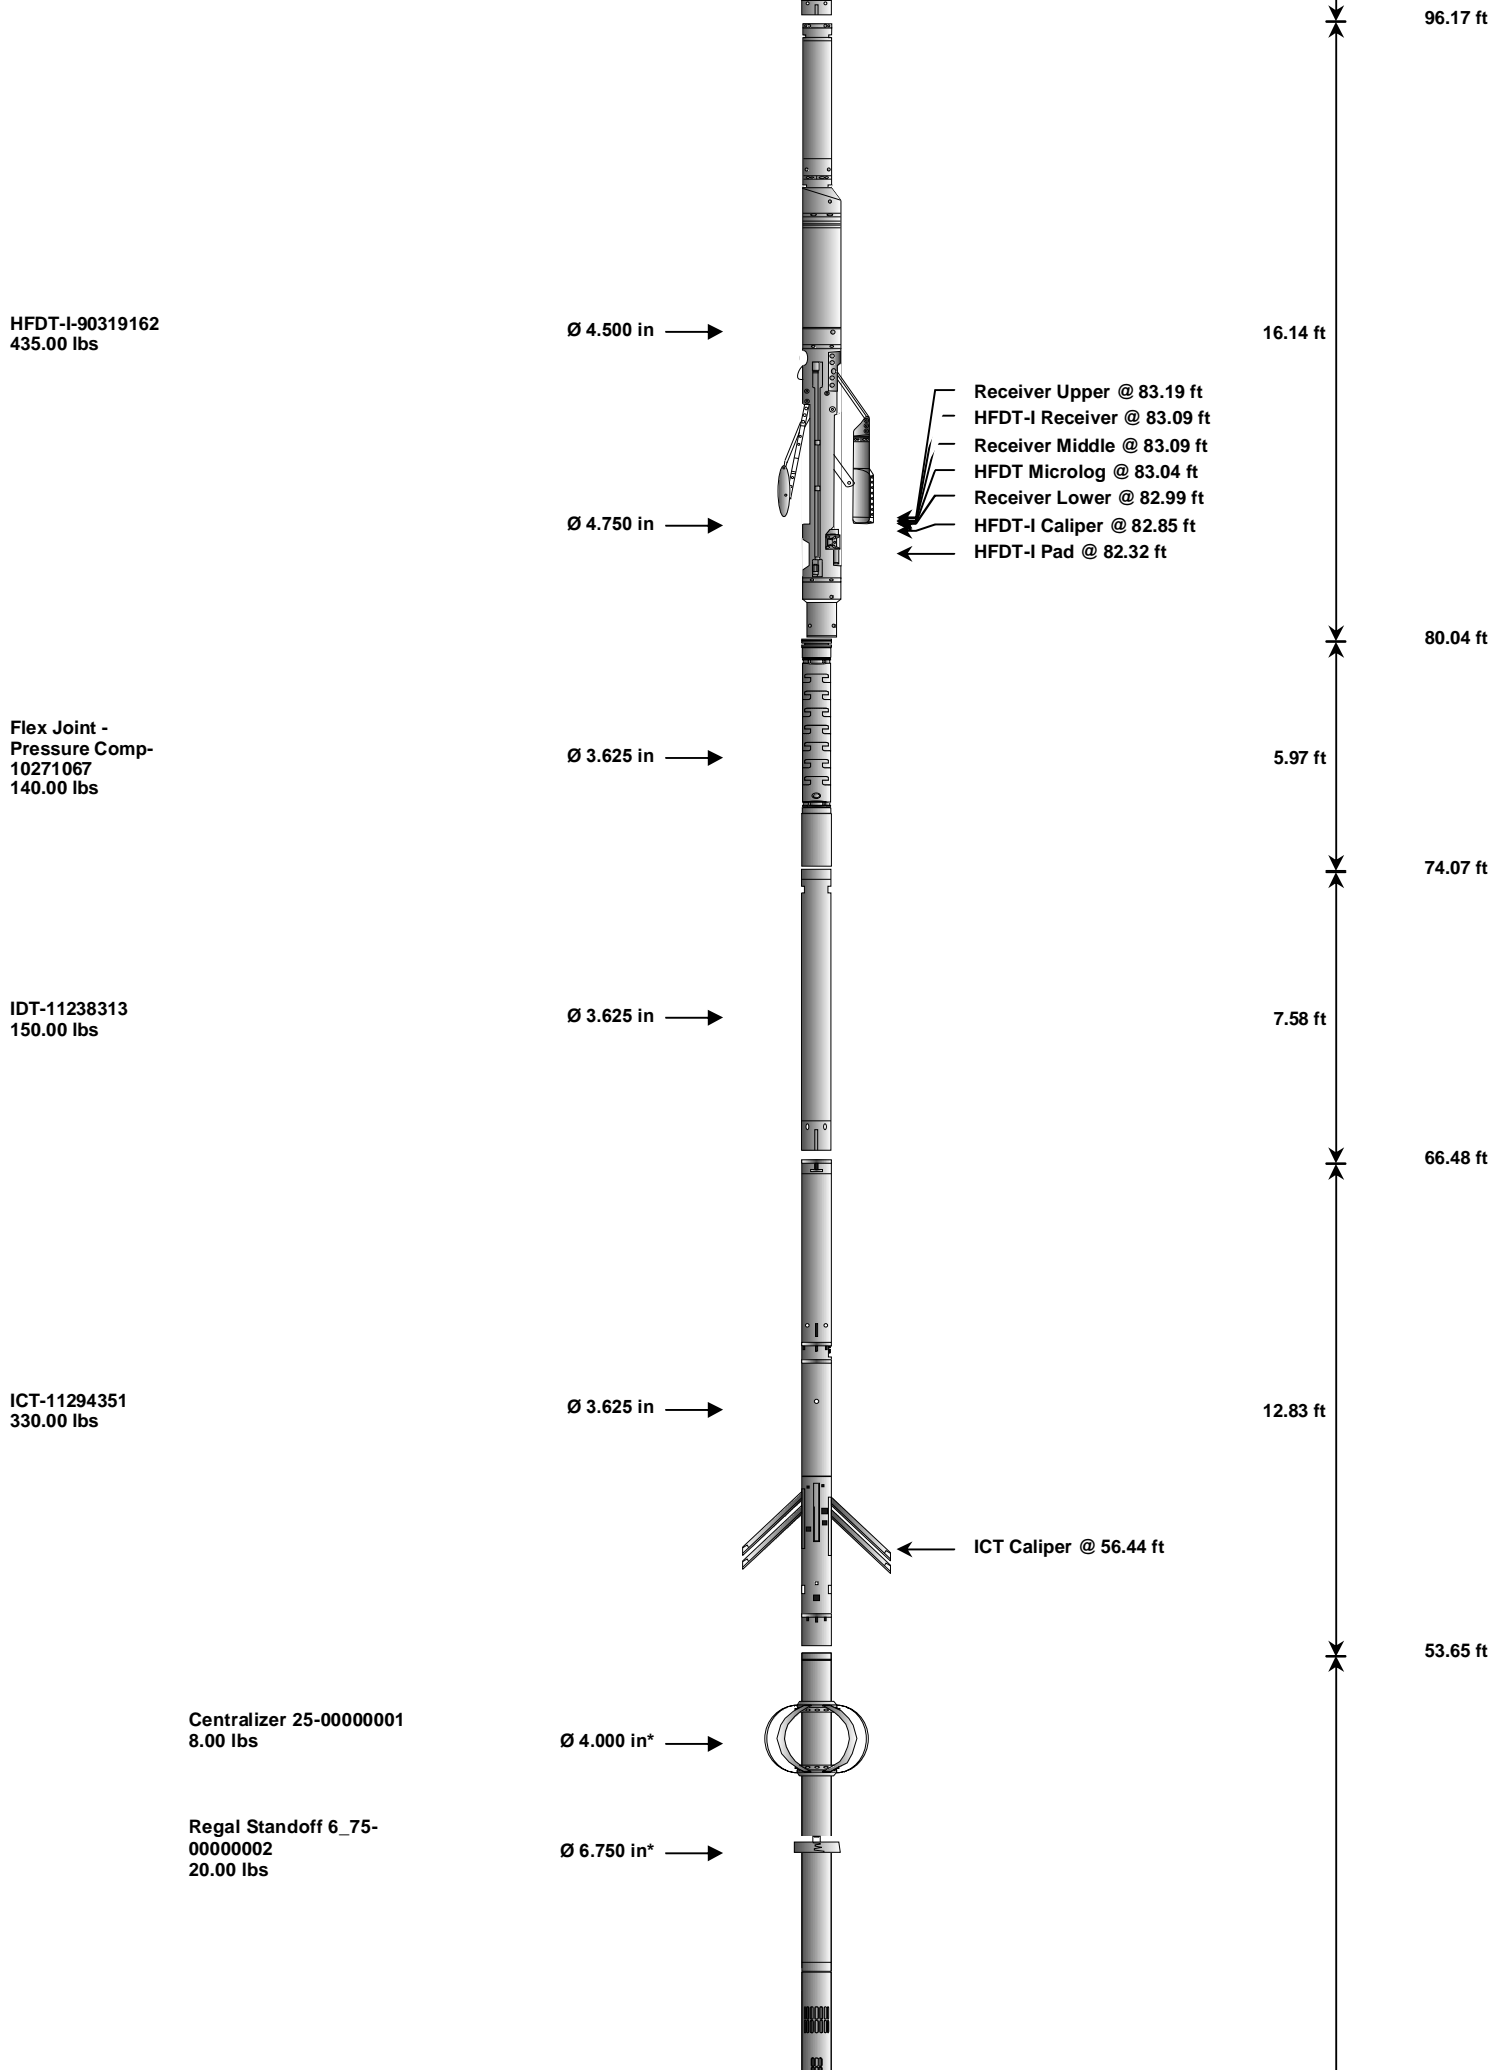 96.17 ft
HFDT-I-90319162
435.00 lbs
Ø 4.500 in
16.14 ft
Receiver Upper @ 83.19 ft
HFDT-I Receiver @ 83.09 ft
Receiver Middle @ 83.09 ft
HFDT Microlog @ 83.04 ft
Receiver Lower @ 82.99 ft
Ø 4.750 in
HFDT-I Caliper @ 82.85 ft
HFDT-I Pad @ 82.32 ft
80.04 ft
Flex Joint -
Pressure Comp-
10271067
140.00 lbs
Ø 3.625 in
5.97 ft
74.07 ft
IDT-11238313
150.00 lbs
Ø 3.625 in
7.58 ft
66.48 ft
ICT-11294351
330.00 lbs
Ø 3.625 in
12.83 ft
ICT Caliper @ 56.44 ft
53.65 ft
Centralizer 25-00000001
8.00 lbs
Ø 4.000 in*
Regal Standoff 6_75-
00000002
20.00 lbs
Ø 6.750 in*